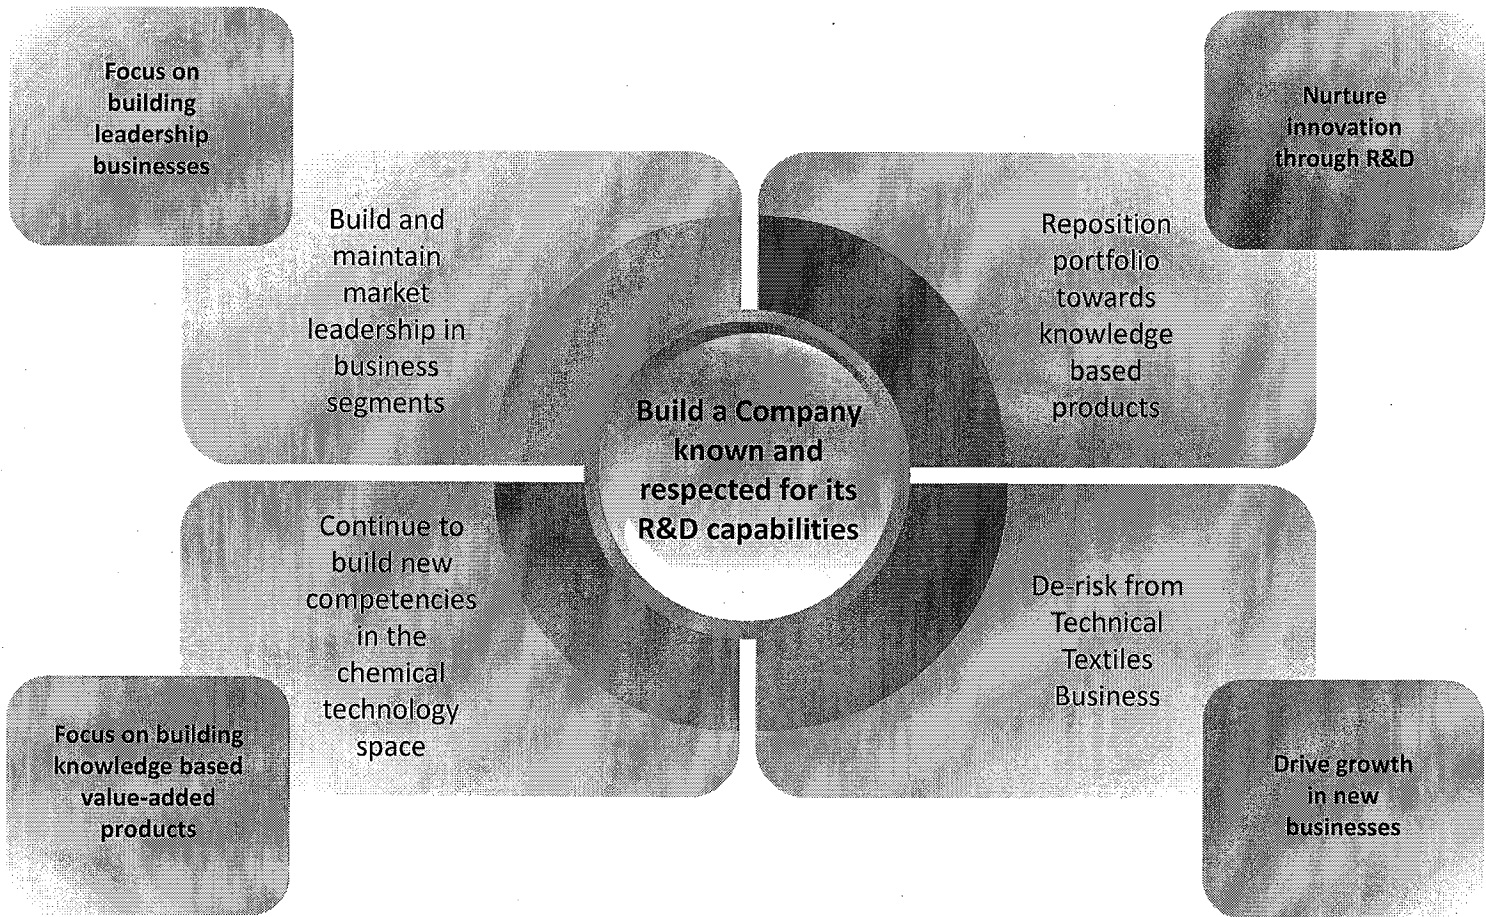 Focus on
building
leadership
businesses
Build and
maintain
market
leadership in
business
segments
Nurture
innovation
through R&D
Reposition
portfolio
towards
knowledge
based
products
Build a Company
known and
respected for its
R&D capabilities
Continue to
build new
competencies
in the
chemical
technology
space
Focus on building
knowledge based
value-added
products
De-risk from
Technical
Textiles
Business
Drive growth
in new
businesses